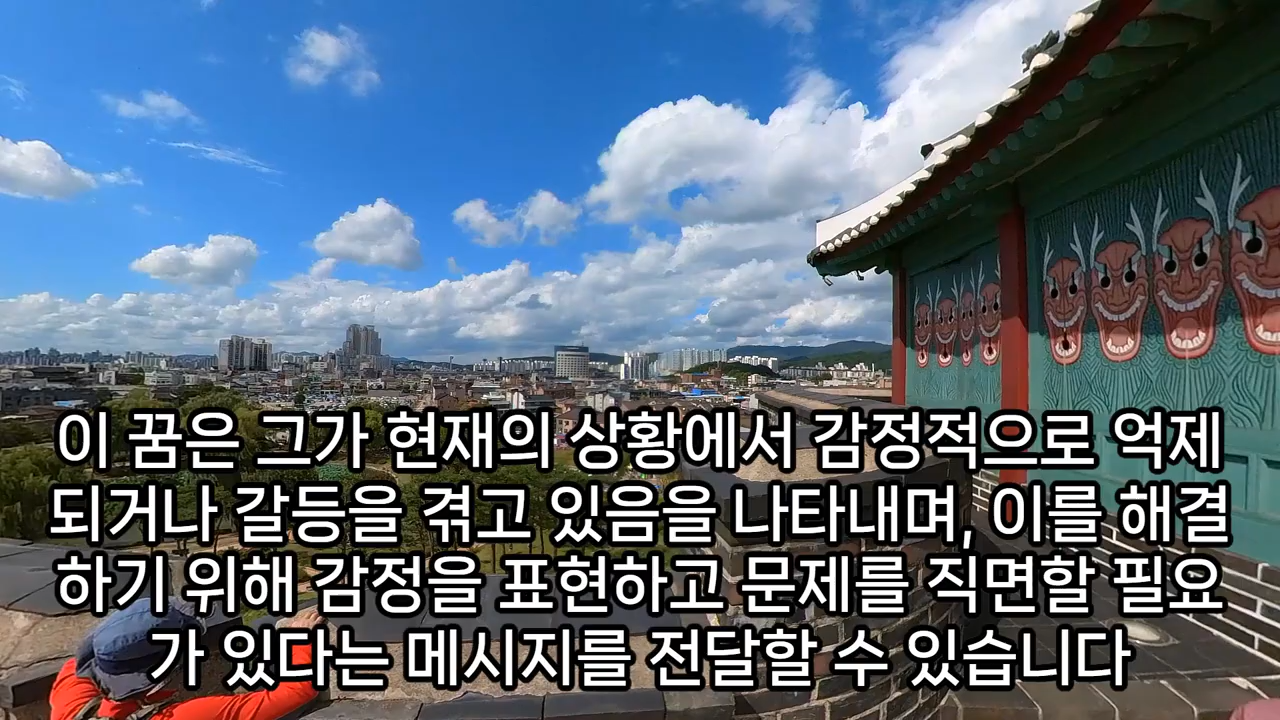 이 꿈은 그가 현재의 상황에서 감정적으로 억제
되거나 갈등을 겪고 있음을 나타내며, 이를 해결
하기 위해 감정을 표현하고 문제를 직면할 필요
가 있다는 메시지를 전달할 수 있습니다